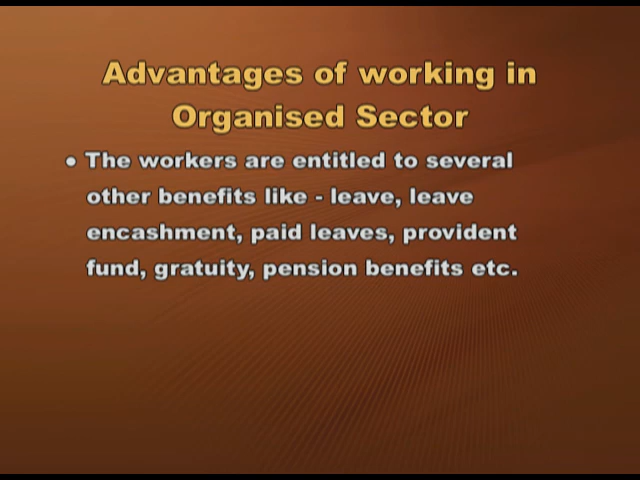 Advantages of working in
Organised Sector
• The workers are entitled to several
other benefits like - leave, leave
encashment, paid leaves, provident
fund, gratuity, pension benefits etc.